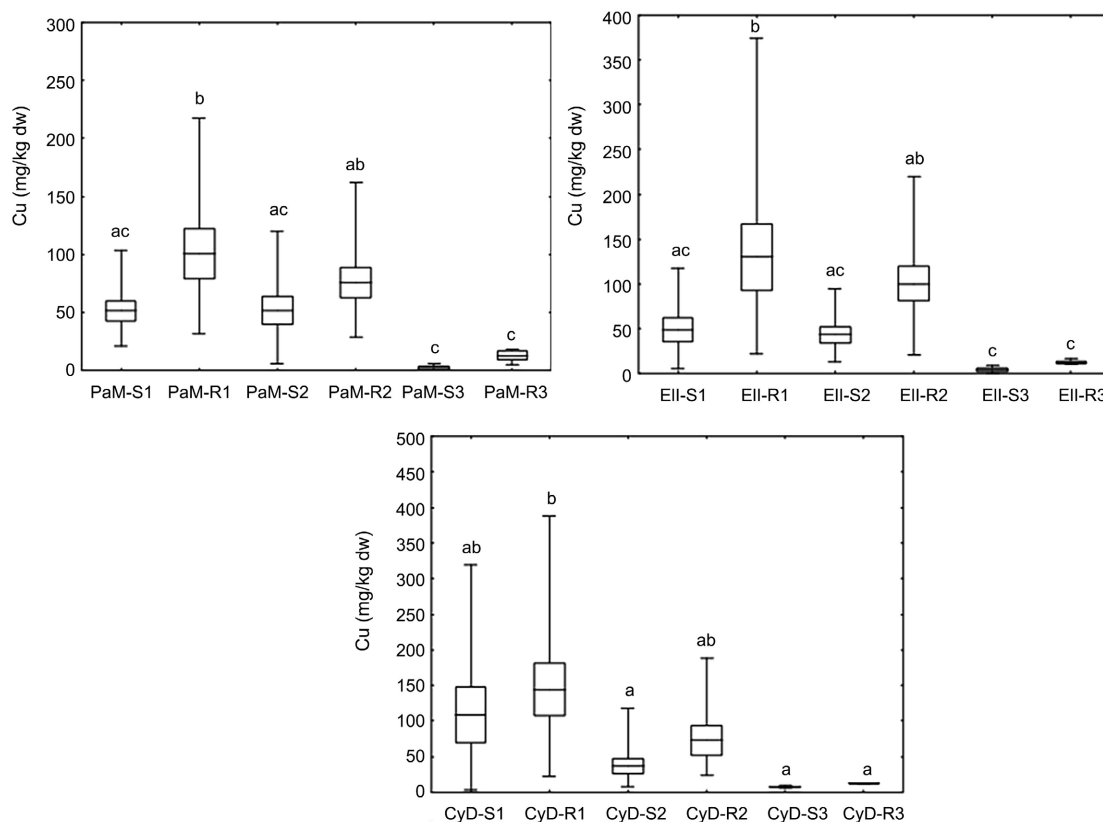 300
250
200
150
100
50
0
Cu (mg/kg dw)
ac
b
ac
ab
c
c
PaM-S1 PaM-R1 PaM-S2 PaM-R2 PaM-S3 PaM-R3
400
350
300
250
200
150
100
50
0
Cu (mg/kg dw)
ac
b
ac
ab
c
c
Ell-S1 Ell-R1 Ell-S2 Ell-R2 Ell-S3 Ell-R3
500
450
400
350
300
250
200
150
100
50
0
Cu (mg/kg dw)
ab
b
a
ab
a
a
CyD-S1 CyD-R1 CyD-S2 CyD-R2 CyD-S3 CyD-R3